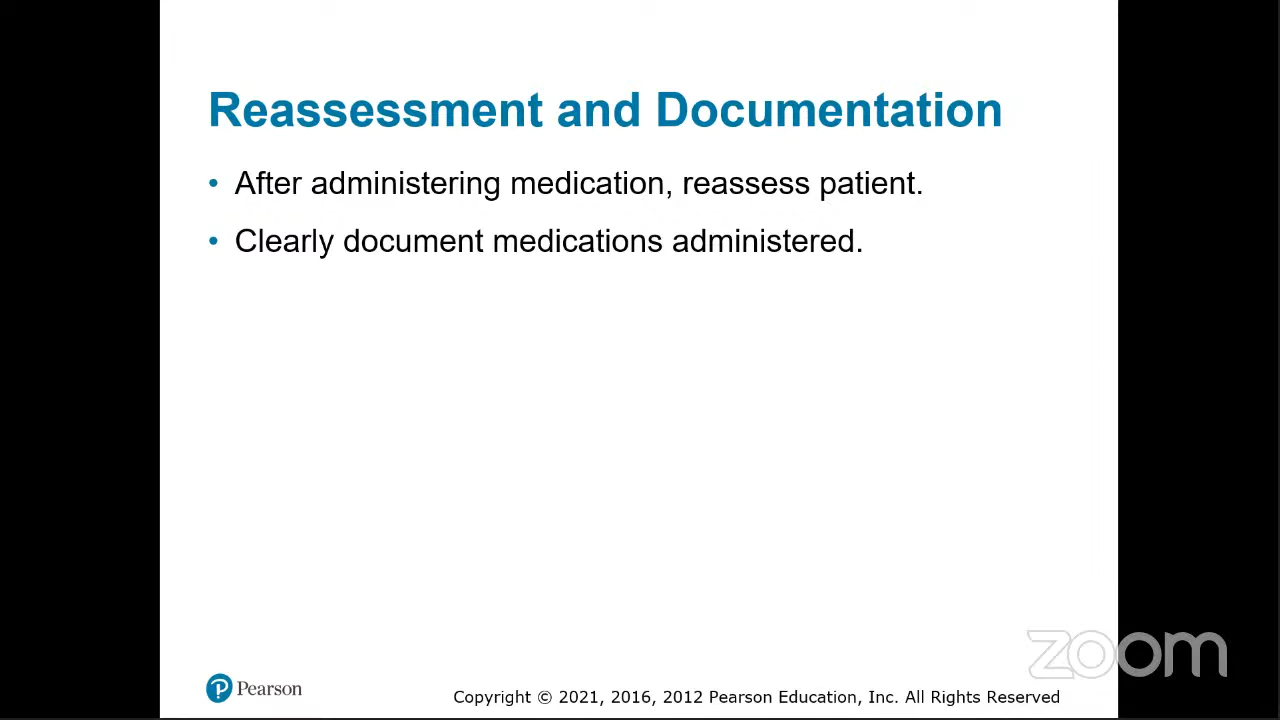 Reassessment and Documentation
• After administering medication, reassess patient.
• Clearly document medications administered.
zoom
Pearson
Copyright © 2021, 2016, 2012 Pearson Education, Inc. All Rights Reserved